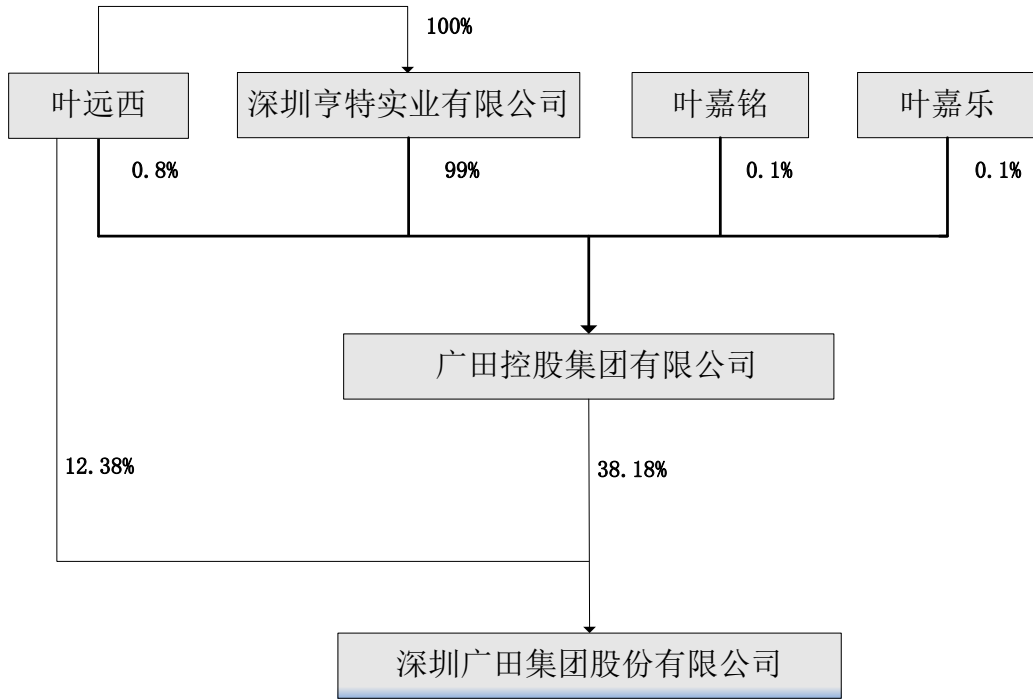 100%
叶远西
深圳亨特实业有限公司
叶嘉铭
叶嘉乐
0.8%
99%
0.1%
0.1%
广田控股集团有限公司
12.38%
38.18%
深圳广田集团股份有限公司